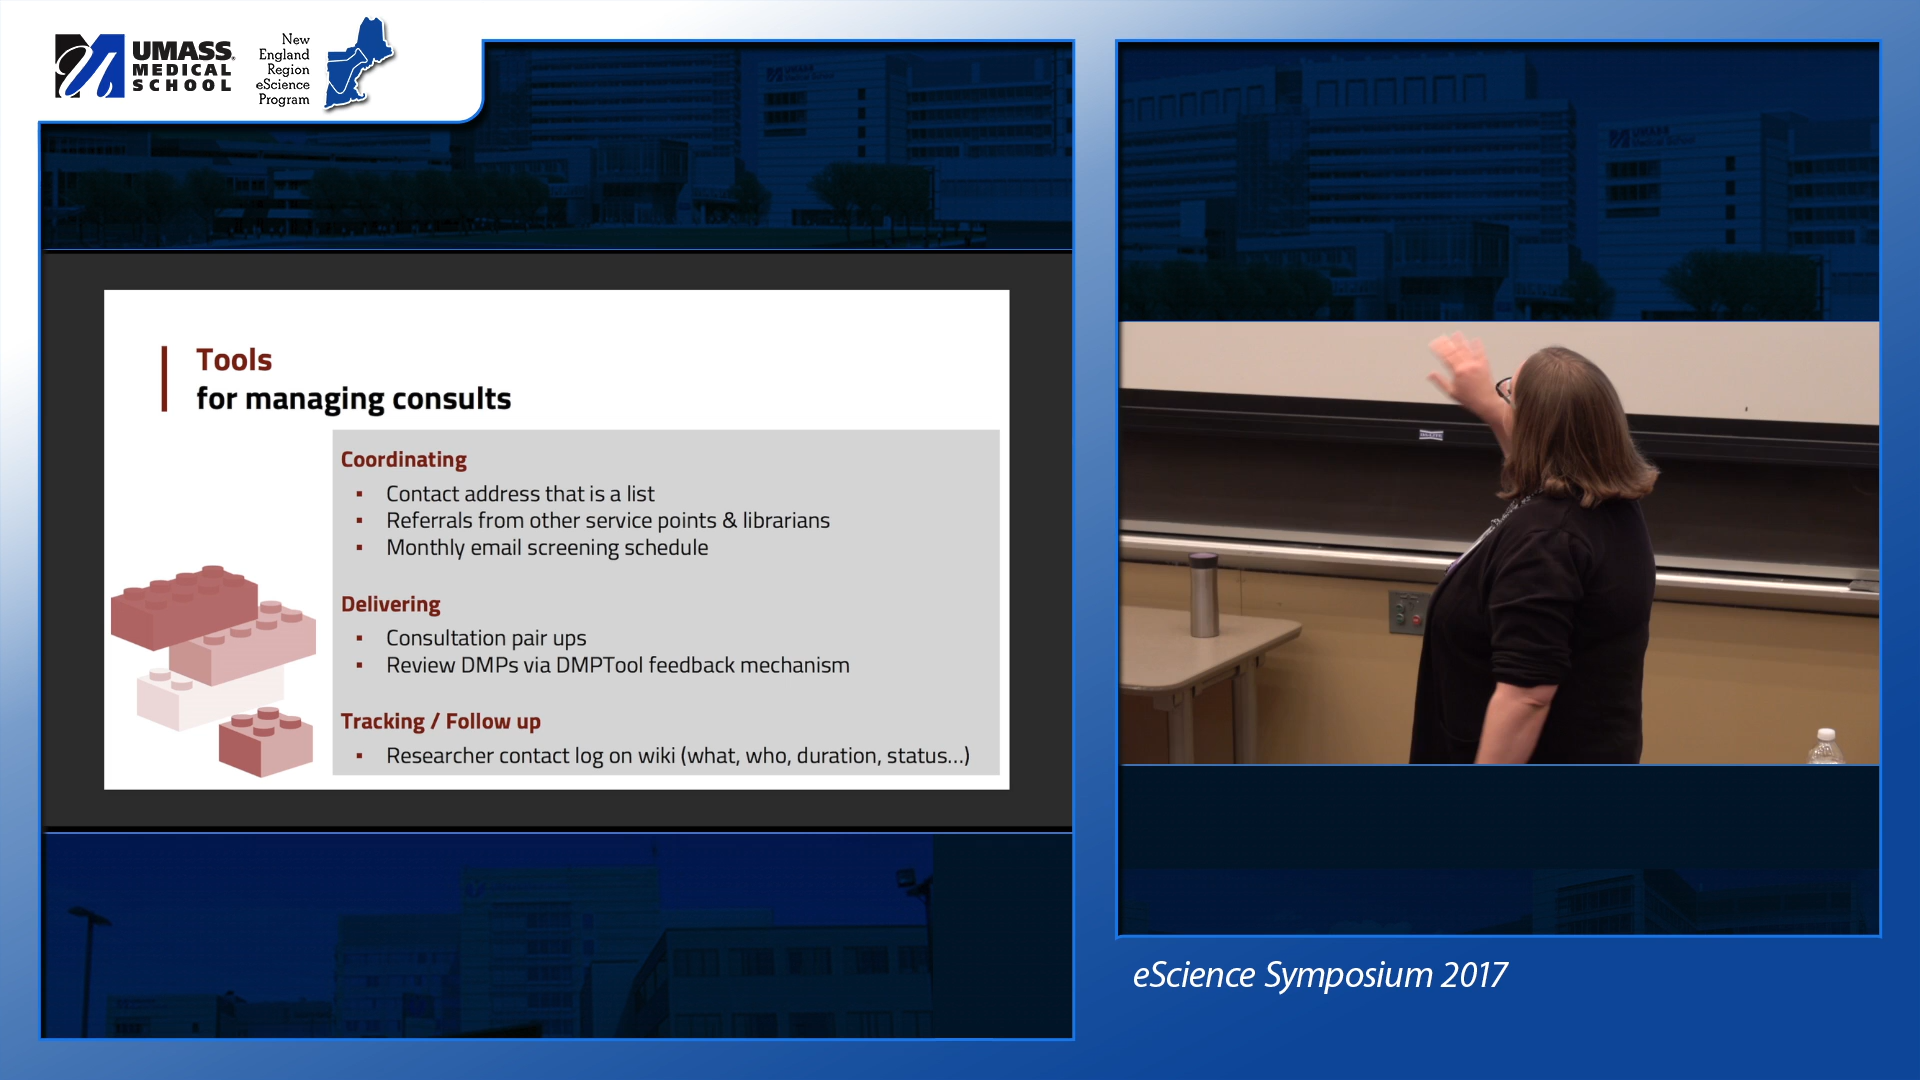 UMASS
MEDICAL
SCHOOL
New
England
Region
eScience
Program
Tools
for managing consults
Coordinating
▪ Contact address that is a list
▪ Referrals from other service points & librarians
▪ Monthly email screening schedule
Delivering
▪ Consultation pair ups
▪ Review DMPs via DMPTool feedback mechanism
Tracking / Follow up
▪ Researcher contact log on wiki (what, who, duration, status...)
eScience Symposium 2017